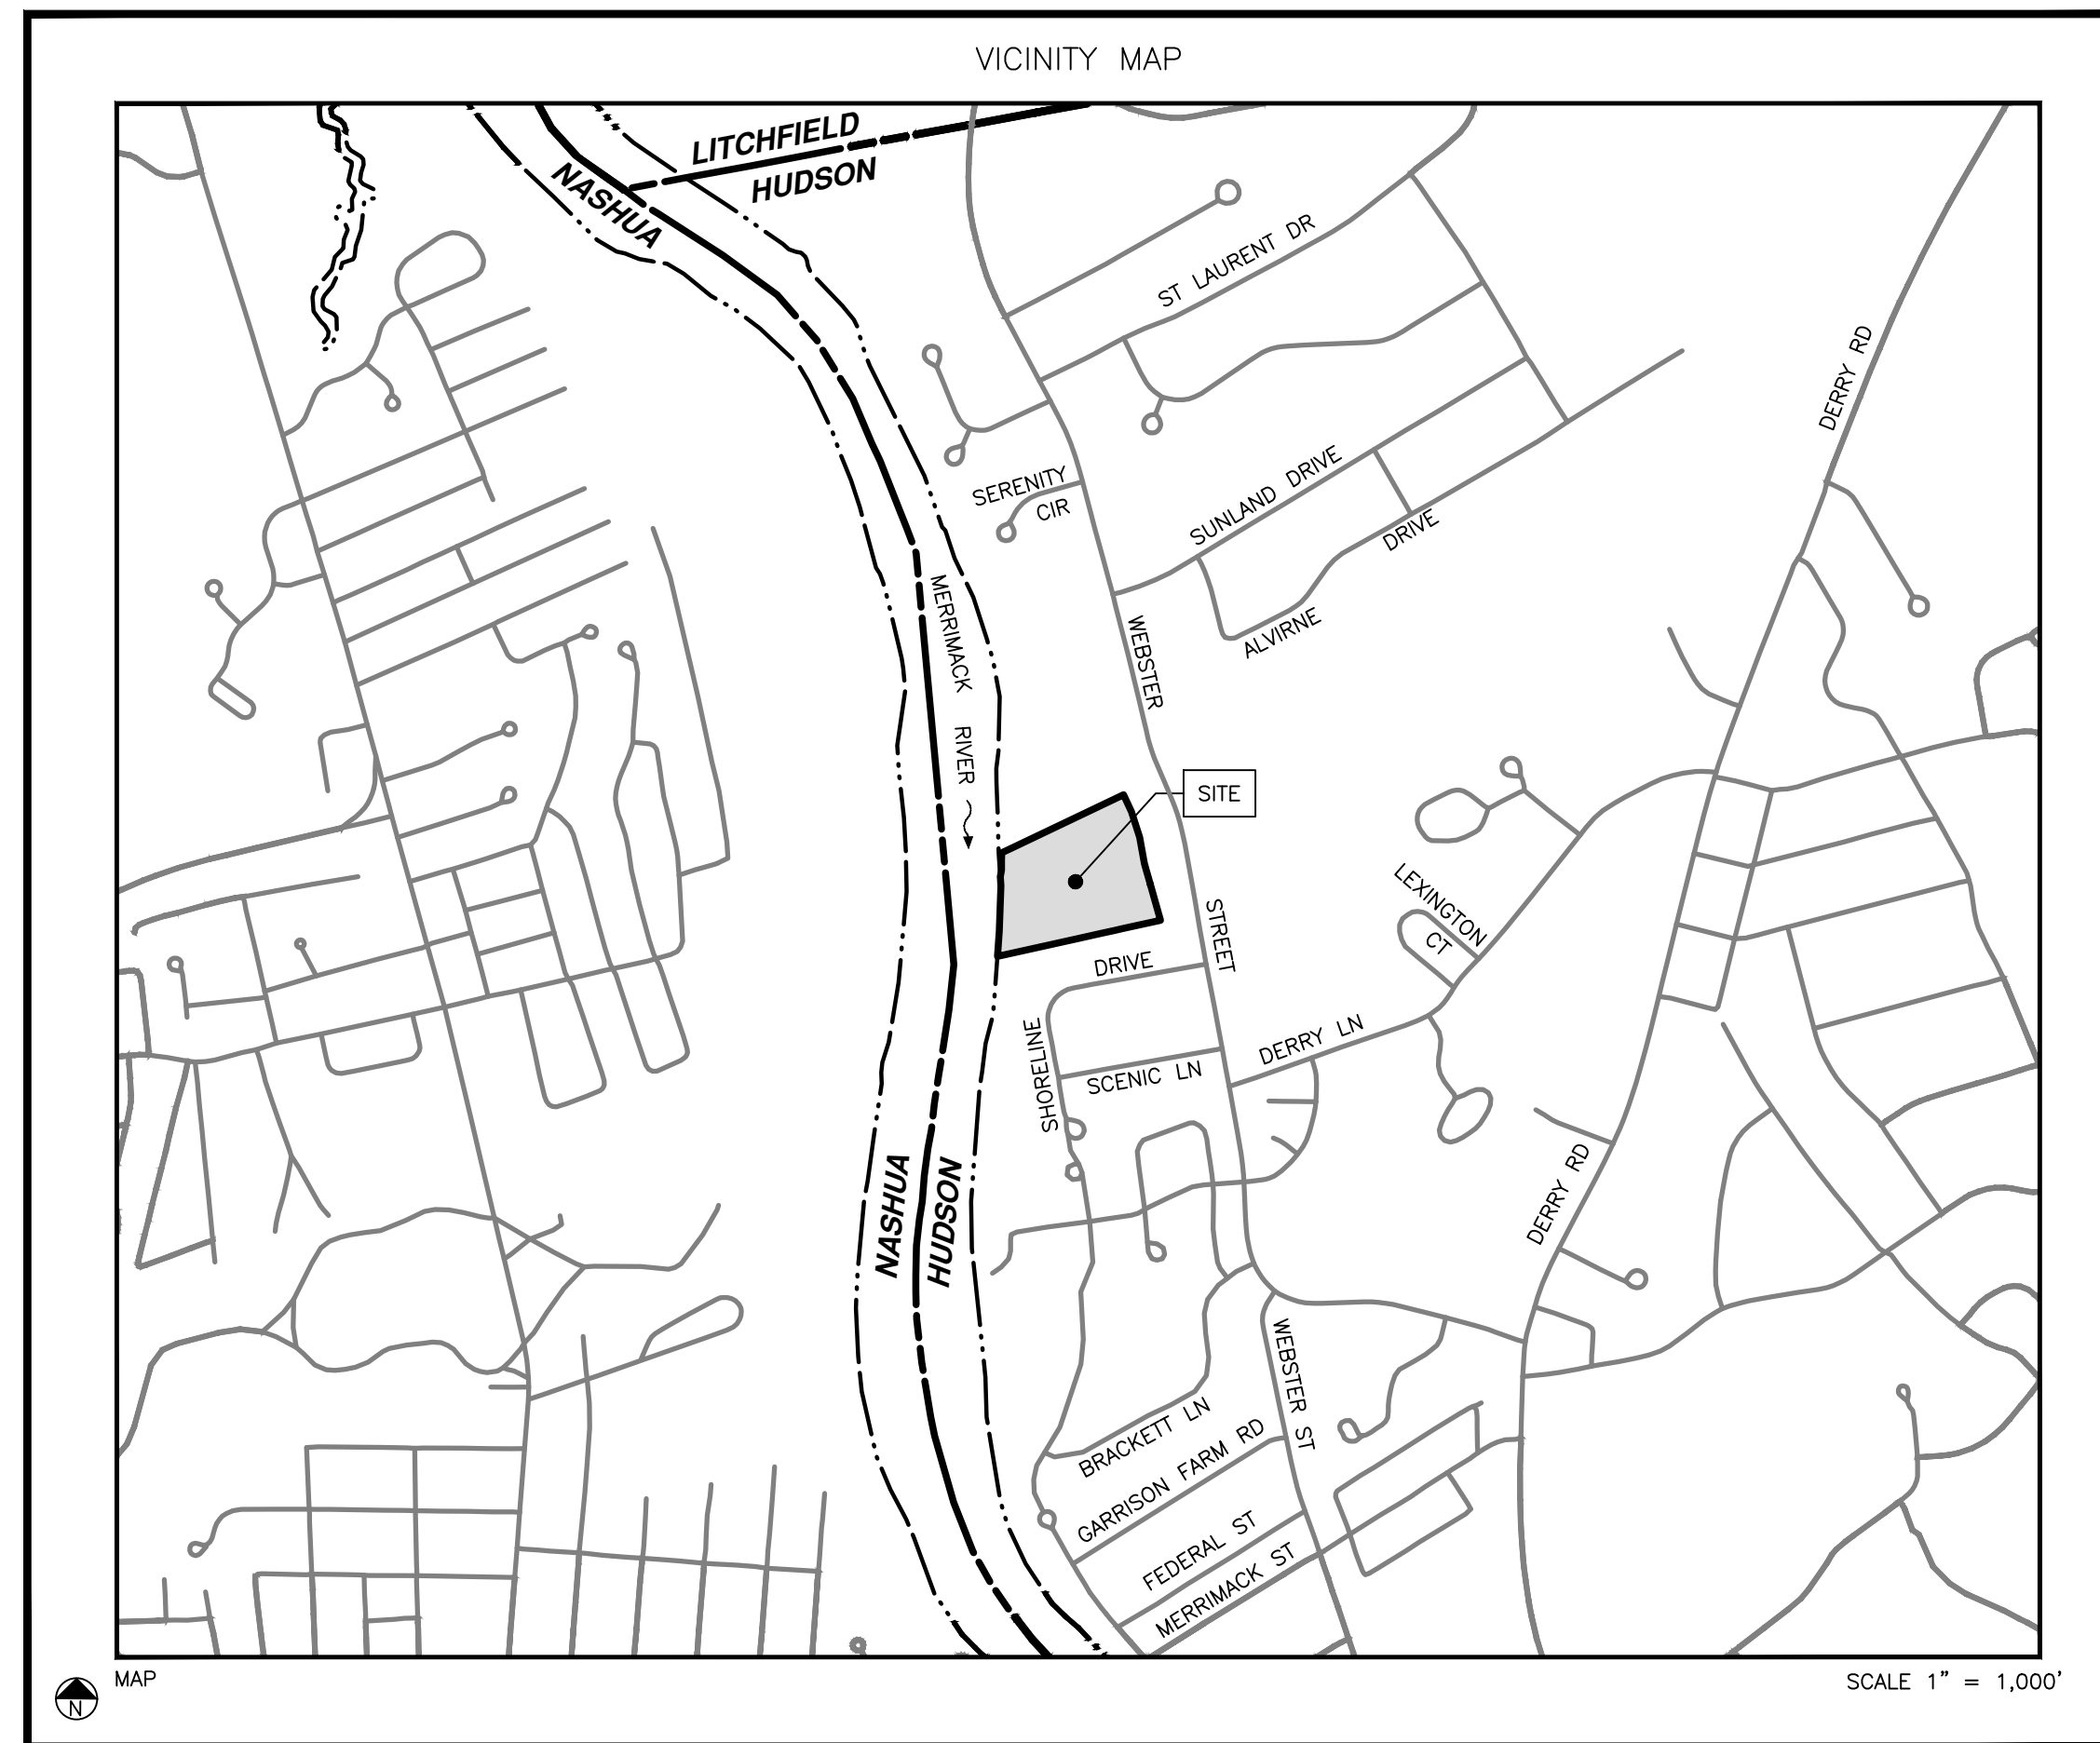 VICINITY MAP
LITCHFIELD
HUDSON
NASHUA
ST LAURENT DR
DERRY RD
SERENITY
CIR
SUNLAND DRIVE
ALVIRNE
DRIVE
MERRIMACK
RIVER
WEBSTER
STREET
SITE
LEXINGTON
CT
SHORELINE
DRIVE
SCENIC LN
DERRY LN
DERRY RD
NASHUA
HUDSON
WEBSTER ST
BRACKETT LN
GARRISON FARM RD
FEDERAL ST
MERRIMACK ST
N
MAP
SCALE 1" = 1,000'